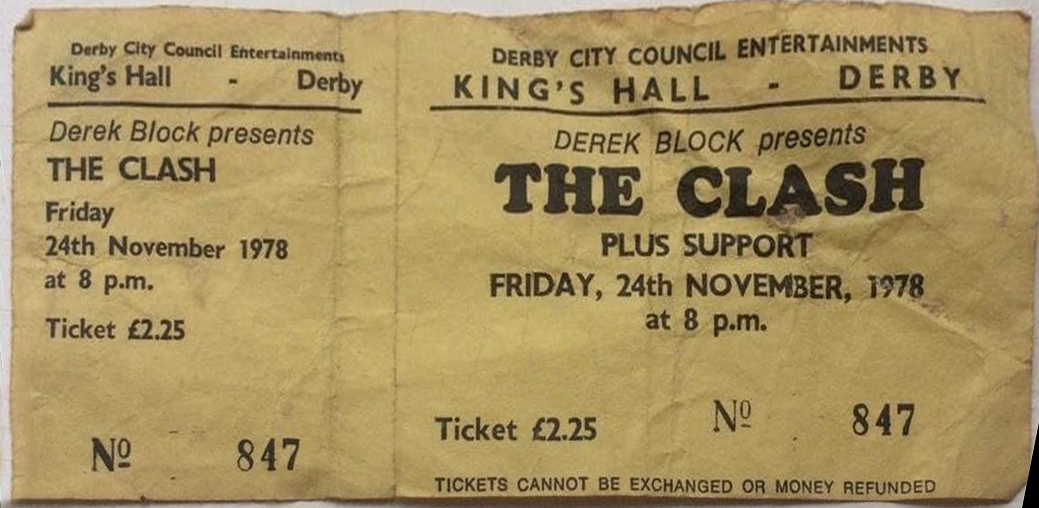 Derby City Council Entertainments
King's Hall - Derby
Derek Block presents
THE CLASH
Friday
24th November 1978
at 8 p.m.
Ticket £2.25
Nº 847
DERBY CITY COUNCIL ENTERTAINMENTS
KING'S HALL - DERBY
DEREK BLOCK presents
THE CLASH
PLUS SUPPORT
FRIDAY, 24th NOVEMBER, 1978
at 8 p.m.
Ticket £2.25 Nº 847
TICKETS CANNOT BE EXCHANGED OR MONEY REFUNDED